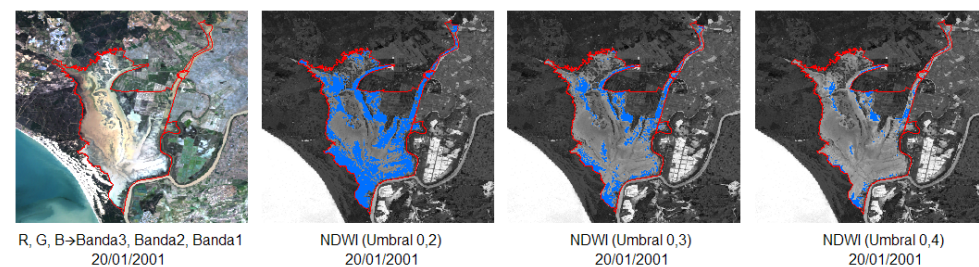 R, G, B→Banda3, Banda2, Banda1
20/01/2001
NDWI (Umbral 0,2)
20/01/2001
NDWI (Umbral 0,3)
20/01/2001
NDWI (Umbral 0,4)
20/01/2001